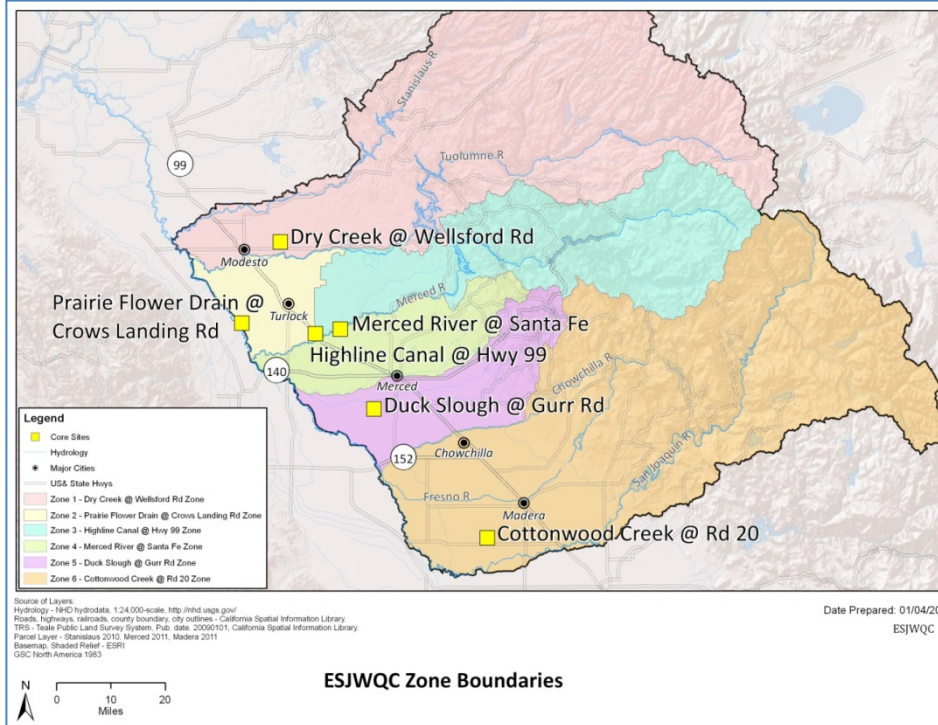 Stanislaus R
99
Tuolumne R
Dry Creek @ Wellsford Rd
Modesto
Prairie Flower Drain @
Crows Landing Rd
Turlock
Merced R
Merced River @ Santa Fe
Highline Canal @ Hwy 99
140
Merced
Chowchilla R
Duck Slough @ Gurr Rd
152
Chowchilla
San Joaquin R
Fresno R
Madera
Cottonwood Creek @ Rd 20
Legend
Core Sites
Hydrology
Major Cities
US& State Hwys
Zone 1 - Dry Creek @ Wellsford Rd Zone
Zone 2 - Prairie Flower Drain @ Crows Landing Rd Zone
Zone 3 - Highline Canal @ Hwy 99 Zone
Zone 4 - Merced River @ Santa Fe Zone
Zone 5 - Duck Slough @ Gurr Rd Zone
Zone 6 - Cottonwood Creek @ Rd 20 Zone
Source of Layers:
Hydrology - NHD hydrodata, 1:24,000-scale, http://nhd.usgs.gov/
Roads, highways, railroads, county boundary, city outlines - California Spatial Information Library.
TRS - Teale Public Land Survey System, Pub. date. 20090101, California Spatial Information Library.
Parcel Layer - Stanislaus 2010, Merced 2011, Madera 2011
Basemap, Shaded Relief - ESRI
GSC North America 1983
Date Prepared: 01/04/20
ESJWQC
N
0 10 20
Miles
ESJWQC Zone Boundaries